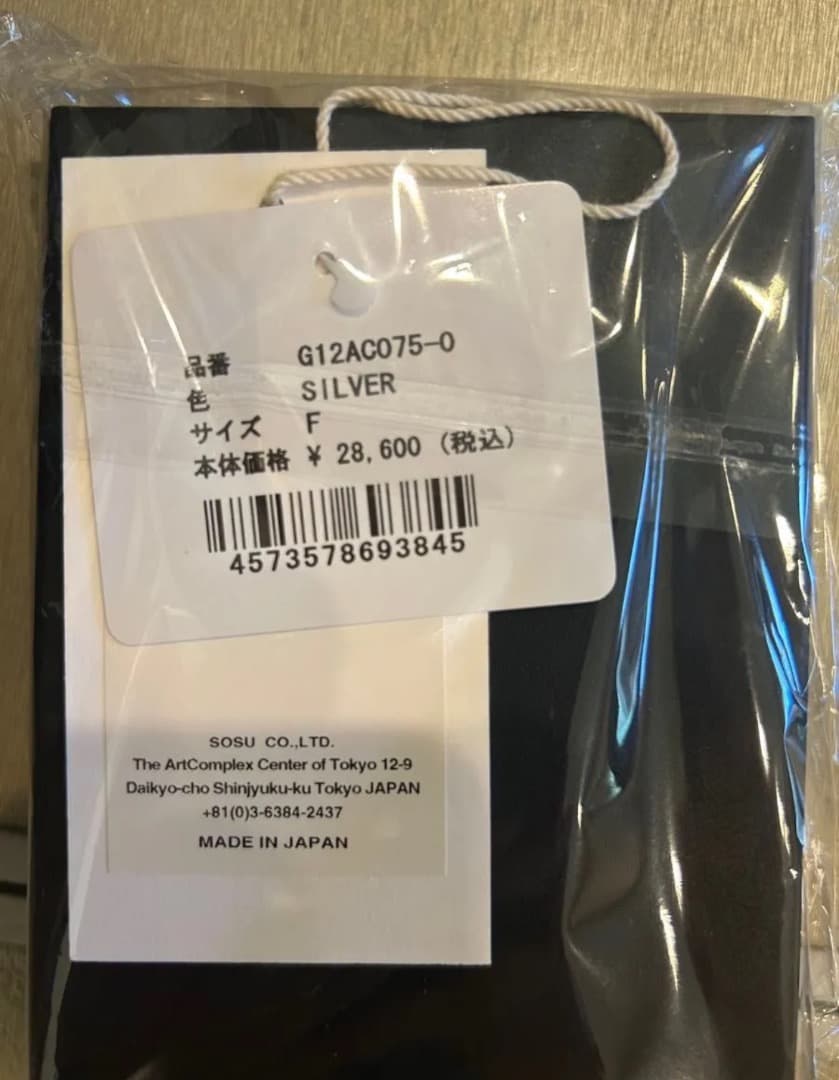 品番 G12AC075-0
色 SILVER
サイズ F
本体価格 ¥ 28,600 (税込)
4573578693845
SOSU CO.,LTD.
The ArtComplex Center of Tokyo 12-9
Daikyo-cho Shinjyuku-ku Tokyo JAPAN
+81(0)3-6384-2437
MADE IN JAPAN